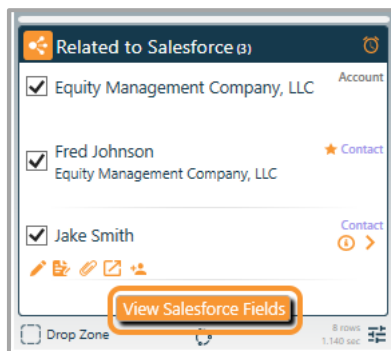 Related to Salesforce (3)
Equity Management Company, LLC Account
Fred Johnson Contact
Equity Management Company, LLC
Jake Smith Contact
View Salesforce Fields
Drop Zone 8 rows
1.140 sec